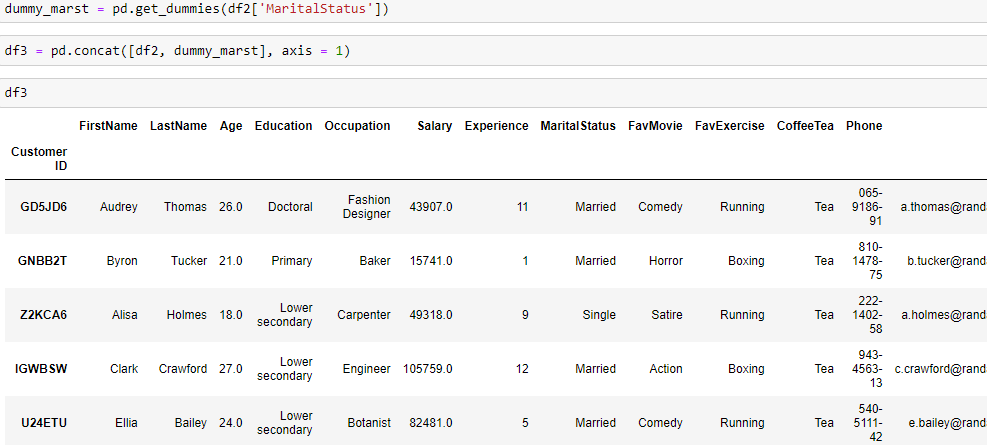 dummy_marst = pd.get_dummies(df2['MaritalStatus'])
df3 = pd.concat([df2, dummy_marst], axis = 1)
df3
FirstName LastName Age Education Occupation Salary Experience MaritalStatus FavMovie FavExercise CoffeeTea Phone
Customer
ID
GD5JD6 Audrey Thomas 26.0 Doctoral Fashion Designer 43907.0 11 Married Comedy Running Tea 065-9186-91 a.thomas@rand
GNBB2T Byron Tucker 21.0 Primary Baker 15741.0 1 Married Horror Boxing Tea 810-1478-75 b.tucker@rand
Z2KCA6 Alisa Holmes 18.0 Lower secondary Carpenter 49318.0 9 Single Satire Running Tea 222-1402-58 a.holmes@rand
IGWBSW Clark Crawford 27.0 Lower secondary Engineer 105759.0 12 Married Action Boxing Tea 943-4563-13 c.crawford@rand
U24ETU Ellia Bailey 24.0 Lower secondary Botanist 82481.0 5 Married Comedy Running Tea 540-5111-42 e.bailey@rand